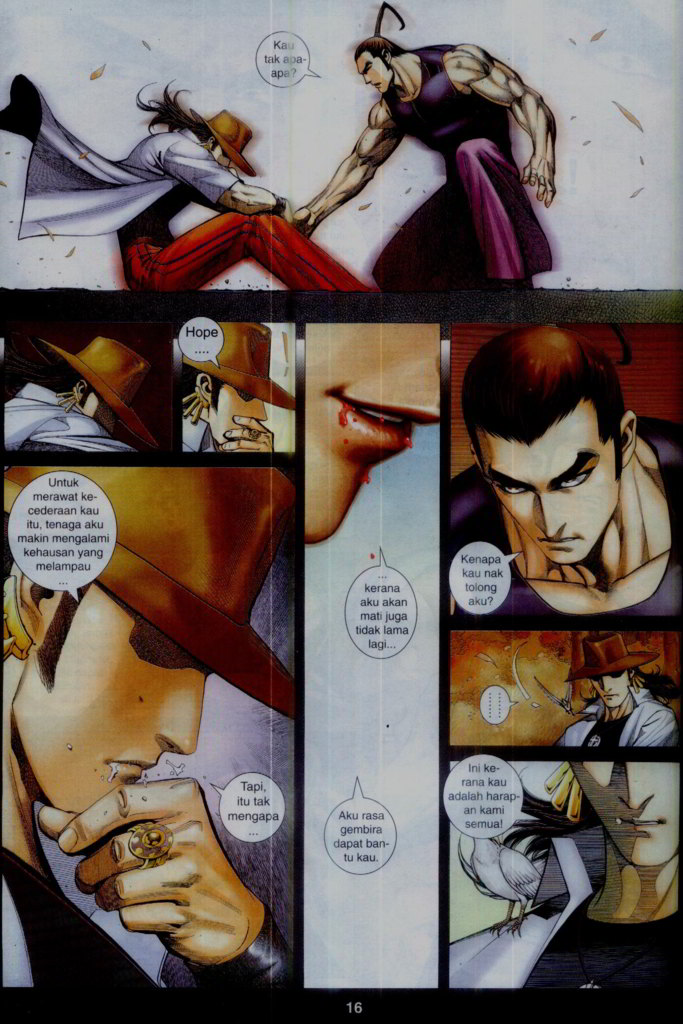 Kau
tak apa-
apa?
Hope
....
Untuk
merawat ke-
cederaan kau
itu, tenaga aku
makin mengalami
kehausan yang
melampau
...
Tapi,
itu tak
mengapa
...
...
kerana
aku akan
mati juga
tidak lama
lagi...
Aku rasa
gembira
dapat ban-
tu kau.
Kenapa
kau nak
tolong
aku?
......
Ini ke-
rana kau
adalah harap-
an kami
semua!
16